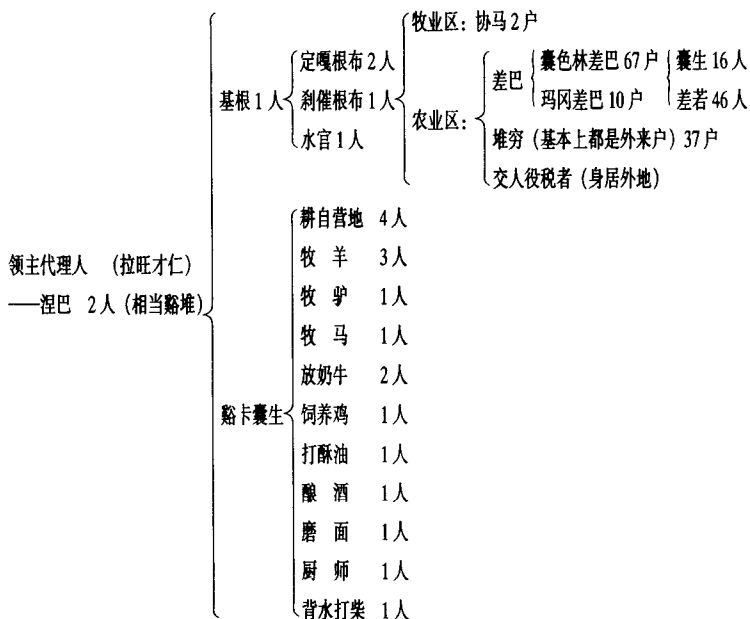 牧业区：协马2户
定嘎根布2人
囊色林差巴67户 囊生16人
差巴
基根1人 刹催根布1人
玛冈差巴10户 差若46人
农业区：
水官1人
堆穷（基本上都是外来户）37户
交人役税者（身居外地）
耕自营地 4人
领主代理人 （拉旺才仁）
牧 羊 3人
——涅巴 2人（相当谿堆）
牧 驴 1人
牧 马 1人
放奶牛 2人
谿卡囊生 饲养鸡 1人
打酥油 1人
酿 酒 1人
磨 面 1人
厨 师 1人
背水打柴 1人